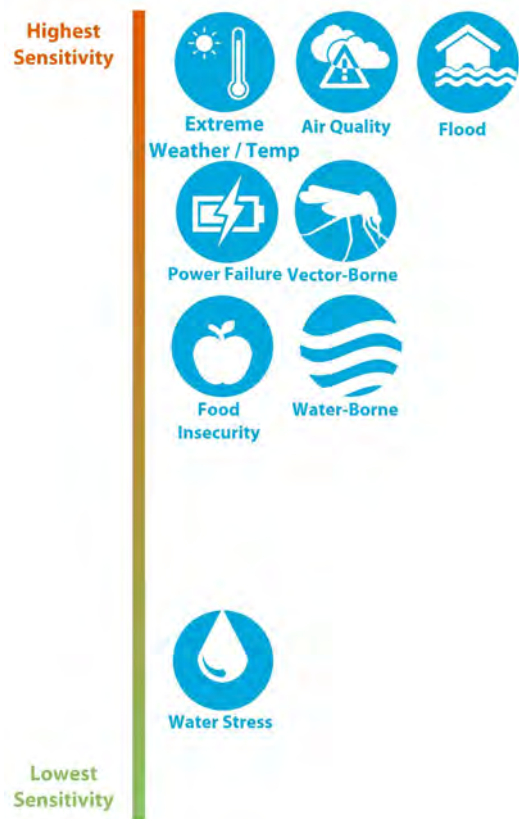 Highest
Sensitivity
Extreme
Weather / Temp
Air Quality
Flood
Power Failure
Vector-Borne
Food
Insecurity
Water-Borne
Water Stress
Lowest
Sensitivity